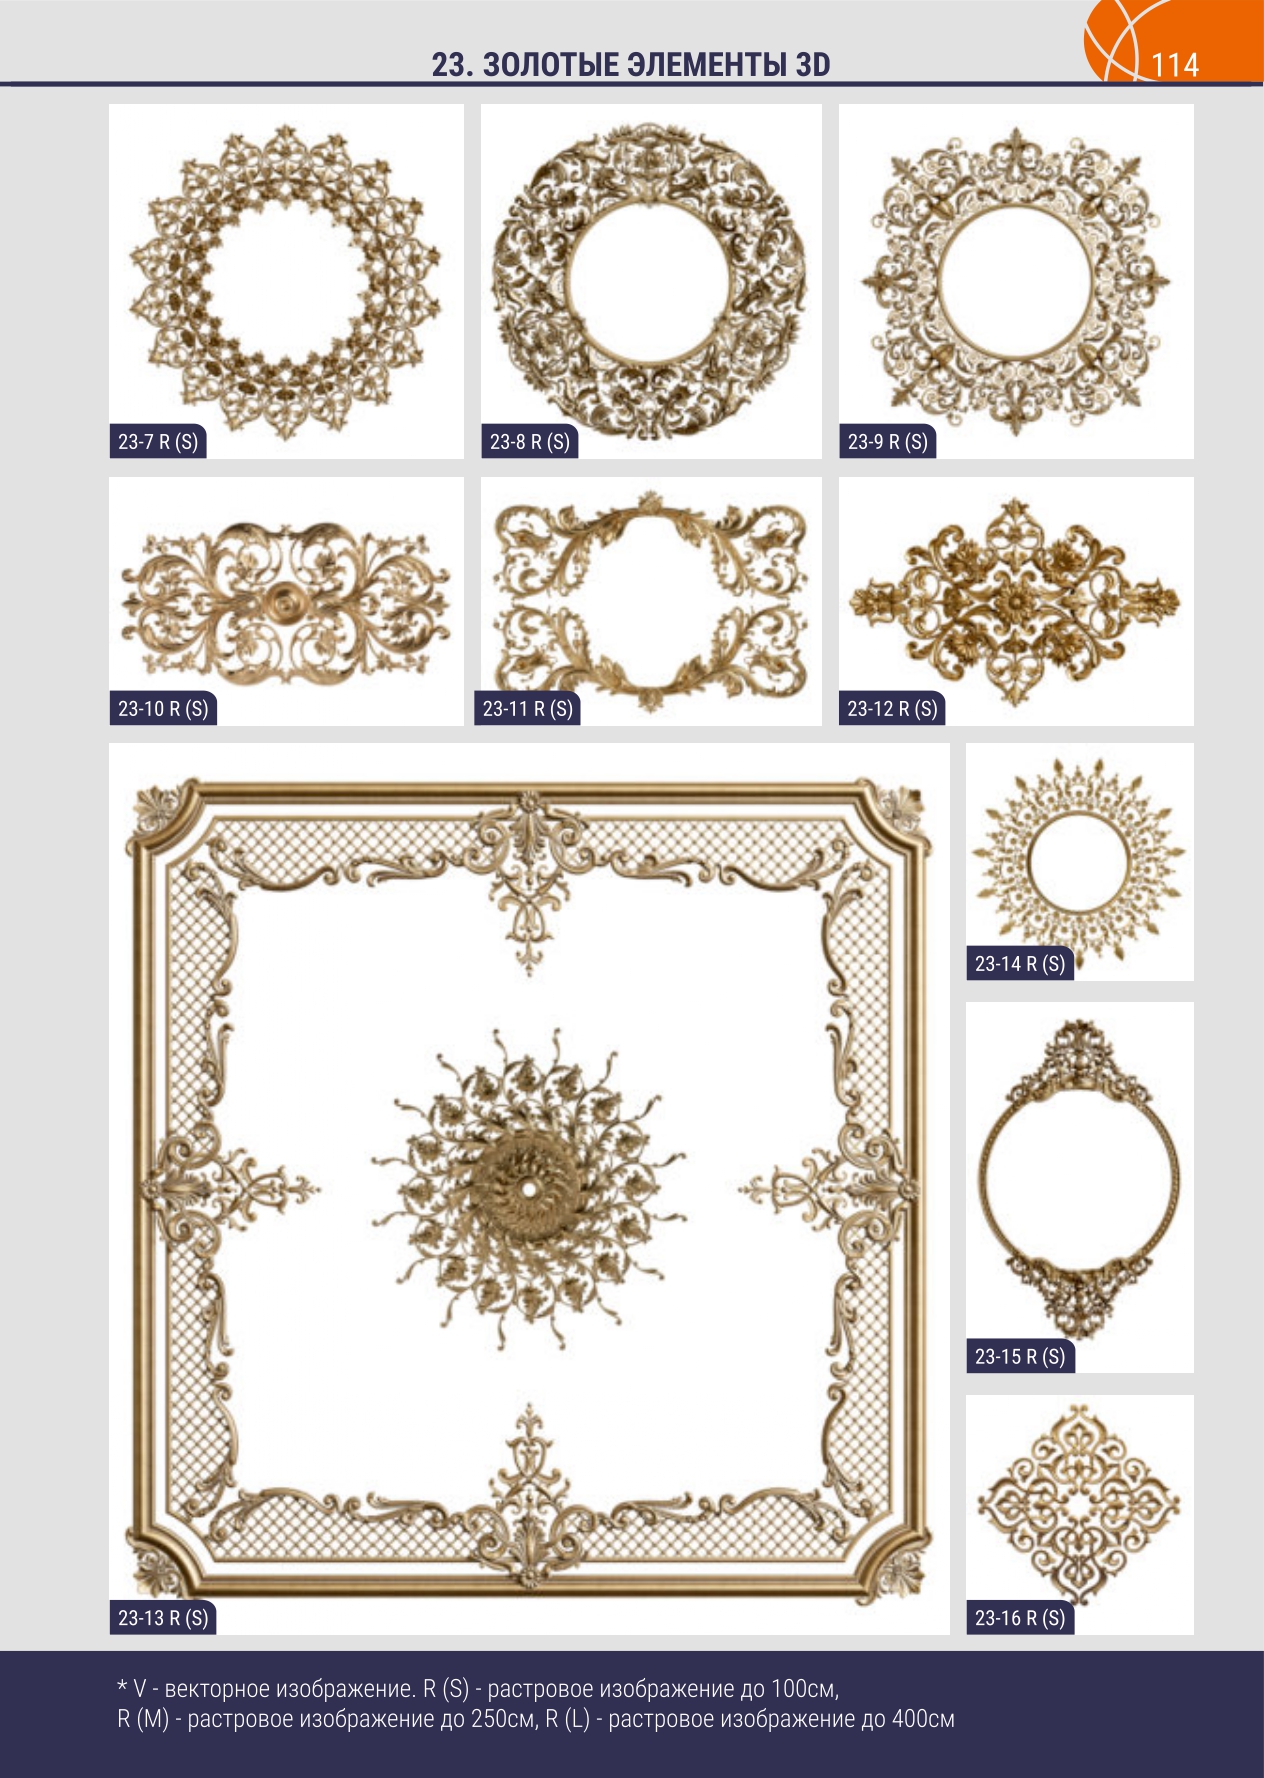 23. ЗОЛОТЫЕ ЭЛЕМЕНТЫ 3D
114
23-7 R (S)
23-8 R (S)
23-9 R (S)
23-10 R (S)
23-11 R (S)
23-12 R (S)
23-14 R (S)
23-15 R (S)
23-13 R (S)
23-16 R (S)
* V - векторное изображение. R (S) - растровое изображение до 100см,
R (M) - растровое изображение до 250см, R (L) - растровое изображение до 400см